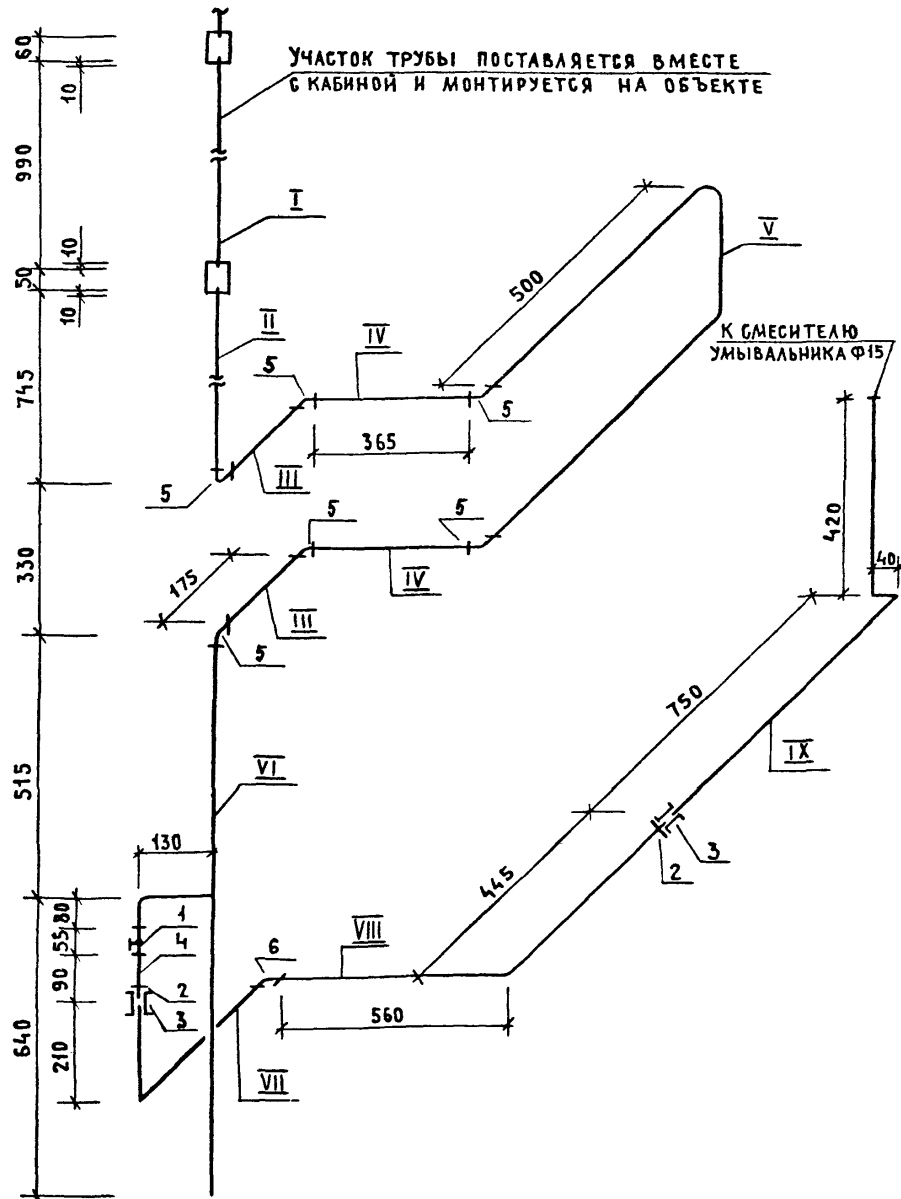 60
10
УЧАСТОК ТРУБЫ ПОСТАВЛЯЕТСЯ ВМЕСТЕ
С КАБИНОЙ И МОНТИРУЕТСЯ НА ОБЪЕКТЕ
990
I
10
50
10
V
500
К СМЕСИТЕЛЮ
УМЫВАЛЬНИКА Ф15
II
IV
5
745
5
365
III
5
5
5
420
330
175
IV
40
III
5
750
IX
515
VI
130
3
2
445
80
1
55
4
6
VIII
90
2
3
560
640
210
VII